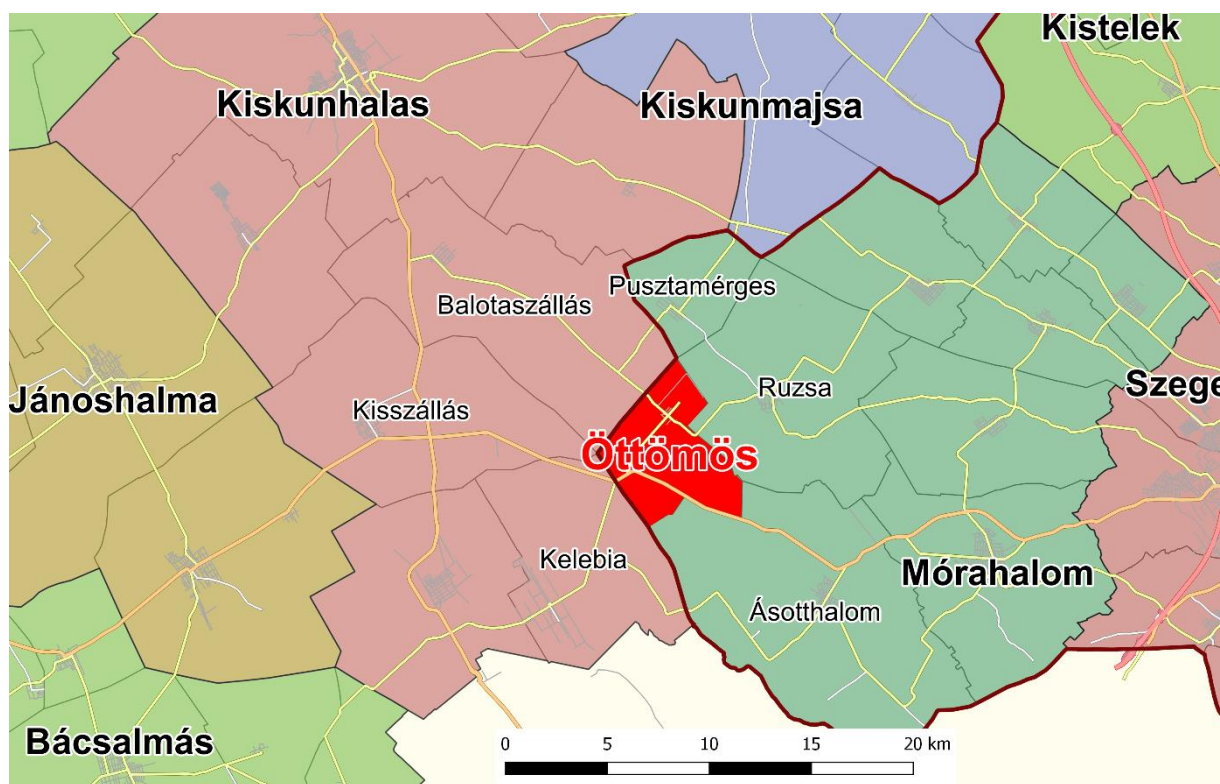 Kistelek
Kiskunhalas
Kiskunmajsa
Pusztamérges
Balotaszállás
Jánoshalma
Kisszállás
Ruzsa
Szege
Öttömös
Kelebia
Mórahalom
Ásotthalom
Bácsalmás
0 5 10 15 20 km